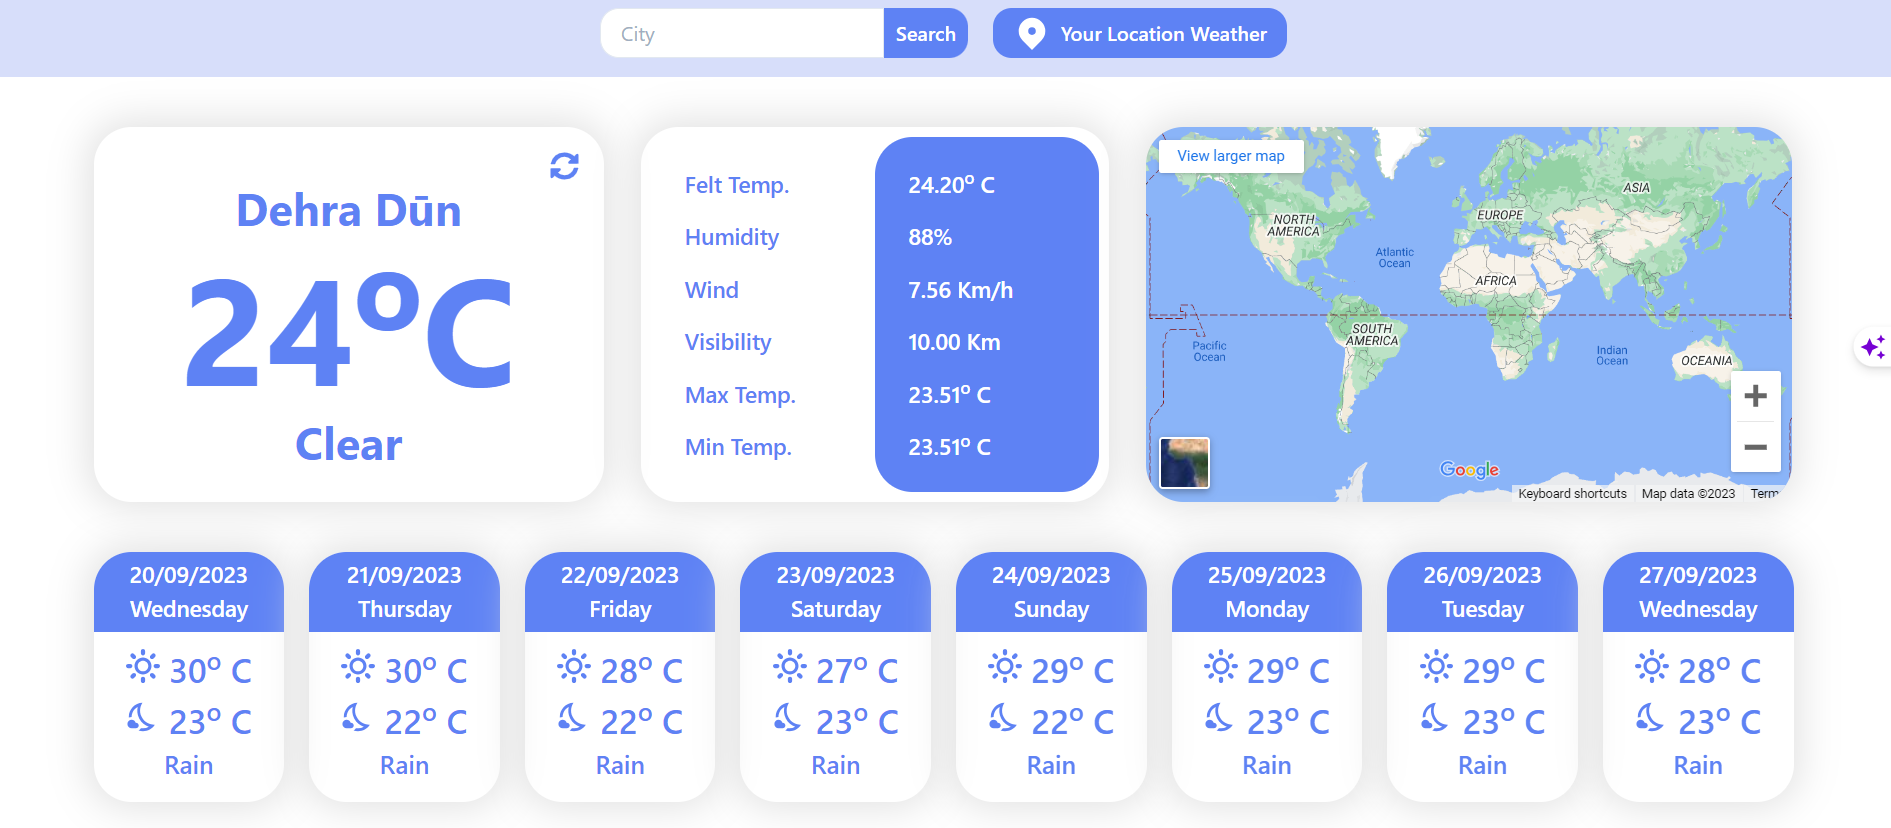 City
Search
Your Location Weather
Dehra Dūn
24°C
Clear
Felt Temp. 24.20° C
Humidity 88%
Wind 7.56 Km/h
Visibility 10.00 Km
Max Temp. 23.51° C
Min Temp. 23.51° C
View larger map
NORTH
AMERICA
EUROPE
ASIA
Atlantic
Ocean
AFRICA
SOUTH
AMERICA
Pacific
Ocean
Indian
Ocean
OCEANIA
Google
Keyboard shortcuts
Map data ©2023
Term
20/09/2023
Wednesday
30° C
23° C
Rain
21/09/2023
Thursday
30° C
22° C
Rain
22/09/2023
Friday
28° C
22° C
Rain
23/09/2023
Saturday
27° C
23° C
Rain
24/09/2023
Sunday
29° C
22° C
Rain
25/09/2023
Monday
29° C
23° C
Rain
26/09/2023
Tuesday
29° C
23° C
Rain
27/09/2023
Wednesday
28° C
23° C
Rain